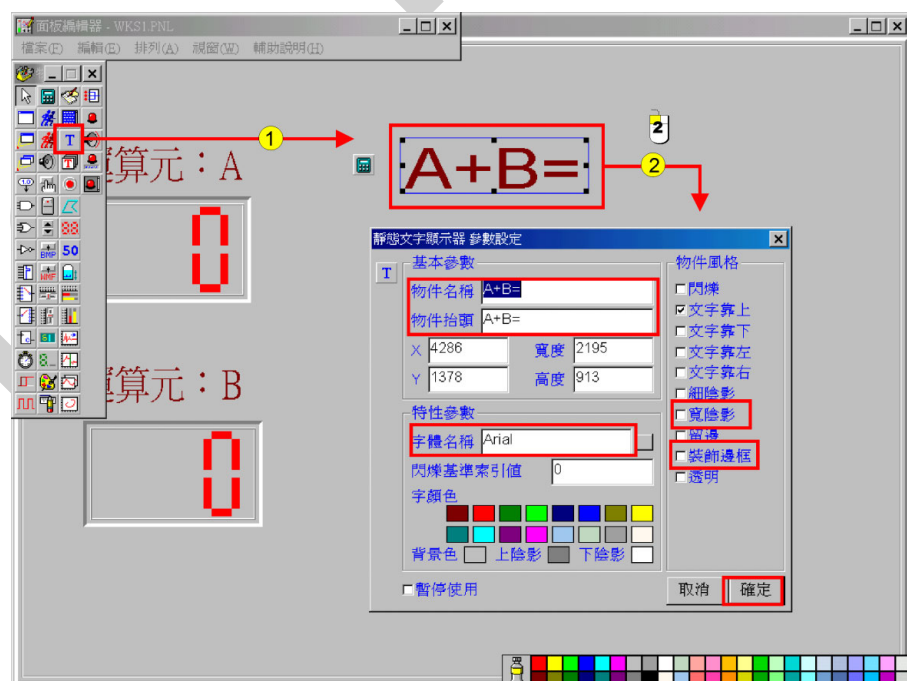 面板編輯器 - WKS1.PNL
檔案(F) 編輯(E) 排列(A) 視窗(W) 輔助說明(H)
T
1
2
算元：A
0
A+B=
2
靜態文字顯示器 參數設定
T
基本參數
物件名稱 A+B=
物件抬頭 A+B=
X 4286 寬度 2195
Y 1378 高度 913
特性參數
字體名稱 Arial
閃爍基準索引值 0
字顏色
背景色 上陰影 下陰影
暫停使用
物件風格
閃爍
文字靠上
文字靠下
文字靠左
文字靠右
細陰影
寬陰影
留邊
裝飾邊框
透明
取消 確定
算元：B
0
T
88
BMP 50